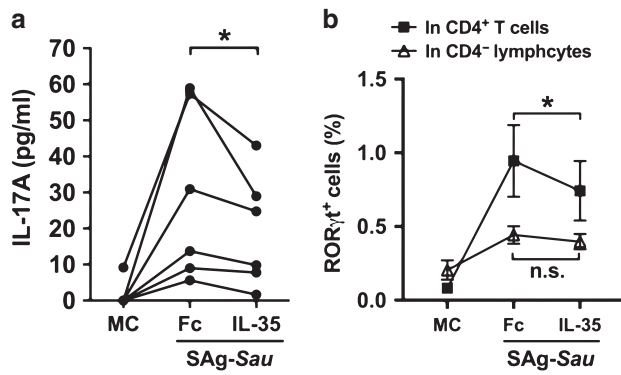 a
*
IL-17A (pg/ml)
70
60
50
40
30
20
10
0
MC Fc IL-35
SAg-Sau
b
In CD4⁺ T cells
In CD4⁻ lymphcytes
RORγt⁺ cells (%)
1.5
1.0
0.5
0.0
*
n.s.
MC Fc IL-35
SAg-Sau